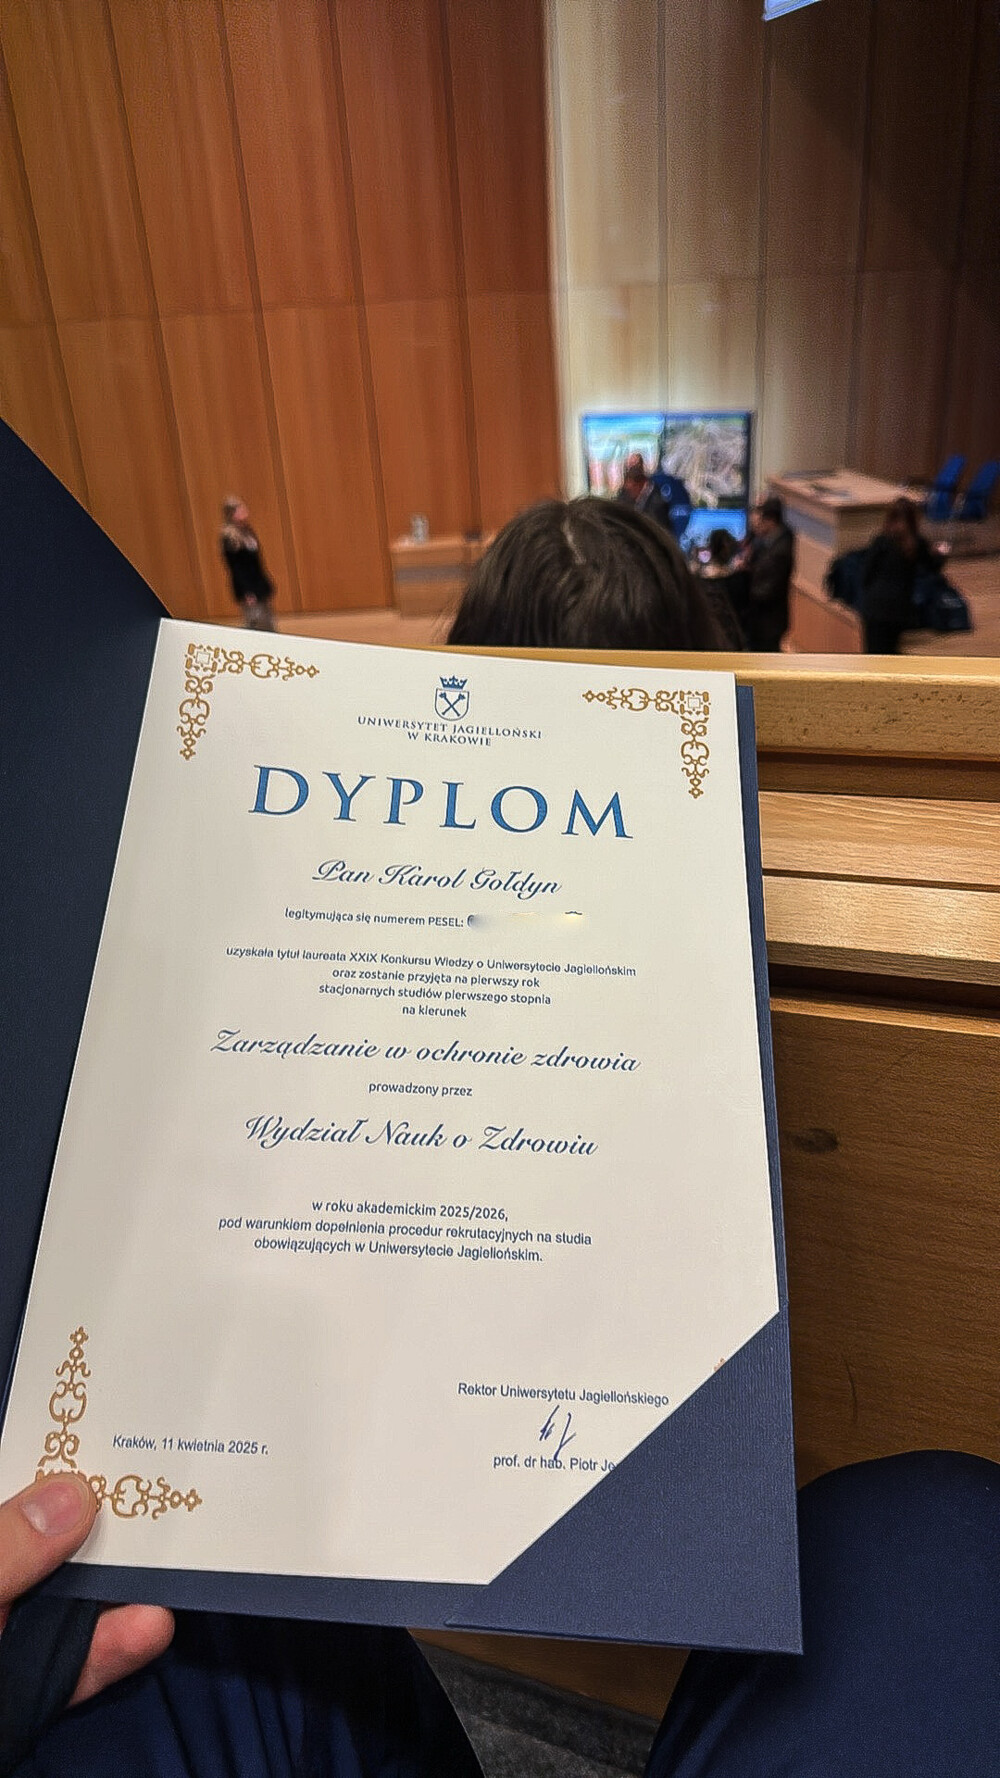 UNIWERSYTET JAGIELLOŃSKI
W KRAKOWIE
DYPLOM
Pan Karol Gołdyn
legitymująca się numerem PESEL:
uzyskała tytuł laureata XXIX Konkursu Wiedzy o Uniwersytecie Jagiellońskim
oraz zostanie przyjęta na pierwszy rok
stacjonarnych studiów pierwszego stopnia
na kierunek
Zarządzanie w ochronie zdrowia
prowadzony przez
Wydział Nauk o Zdrowiu
w roku akademickim 2025/2026,
pod warunkiem dopełnienia procedur rekrutacyjnych na studia
obowiązujących w Uniwersytecie Jagiellońskim.
Rektor Uniwersytetu Jagiellońskiego
Kraków, 11 kwietnia 2025 r.
prof. dr hab. Piotr Je